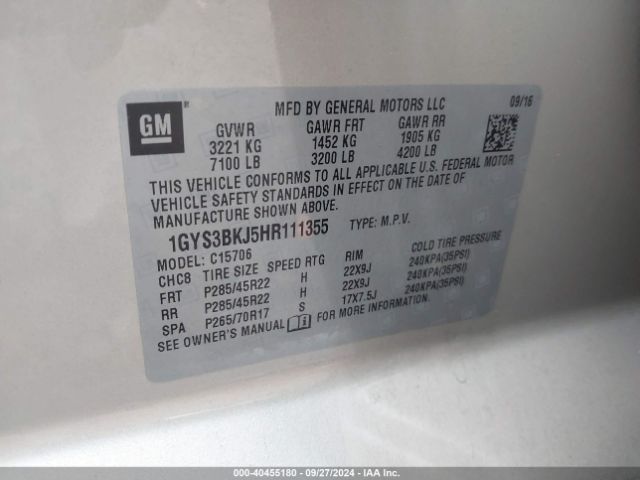 GM
MFD BY GENERAL MOTORS LLC 09/16
GVWR GAWR FRT GAWR RR
3221 KG 1452 KG 1905 KG
7100 LB 3200 LB 4200 LB
THIS VEHICLE CONFORMS TO ALL APPLICABLE U.S. FEDERAL MOTOR
VEHICLE SAFETY STANDARDS IN EFFECT ON THE DATE OF
MANUFACTURE SHOWN ABOVE.
1GYS3BKJ5HR111355 TYPE: M.P.V.
MODEL: C15706
CHC8 TIRE SIZE SPEED RTG RIM COLD TIRE PRESSURE
FRT P285/45R22 H 22X9J 240KPA(35PSI)
RR P285/45R22 H 22X9J 240KPA(35PSI)
SPA P265/70R17 S 17X7.5J 240KPA(35PSI)
SEE OWNER'S MANUAL FOR MORE INFORMATION.
000-40455180 - 09/27/2024 - IAA Inc.